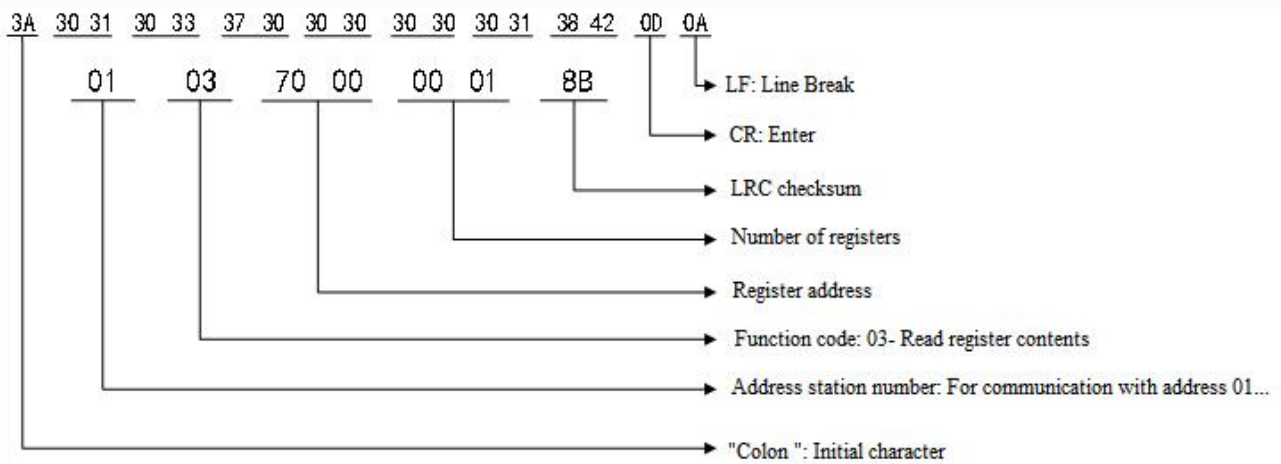 3A 30 31 30 33 37 30 30 30 30 30 30 31 38 42 0D 0A
01 03 70 00 00 01 8B
LF: Line Break
CR: Enter
LRC checksum
Number of registers
Register address
Function code: 03- Read register contents
Address station number: For communication with address 01...
"Colon ": Initial character